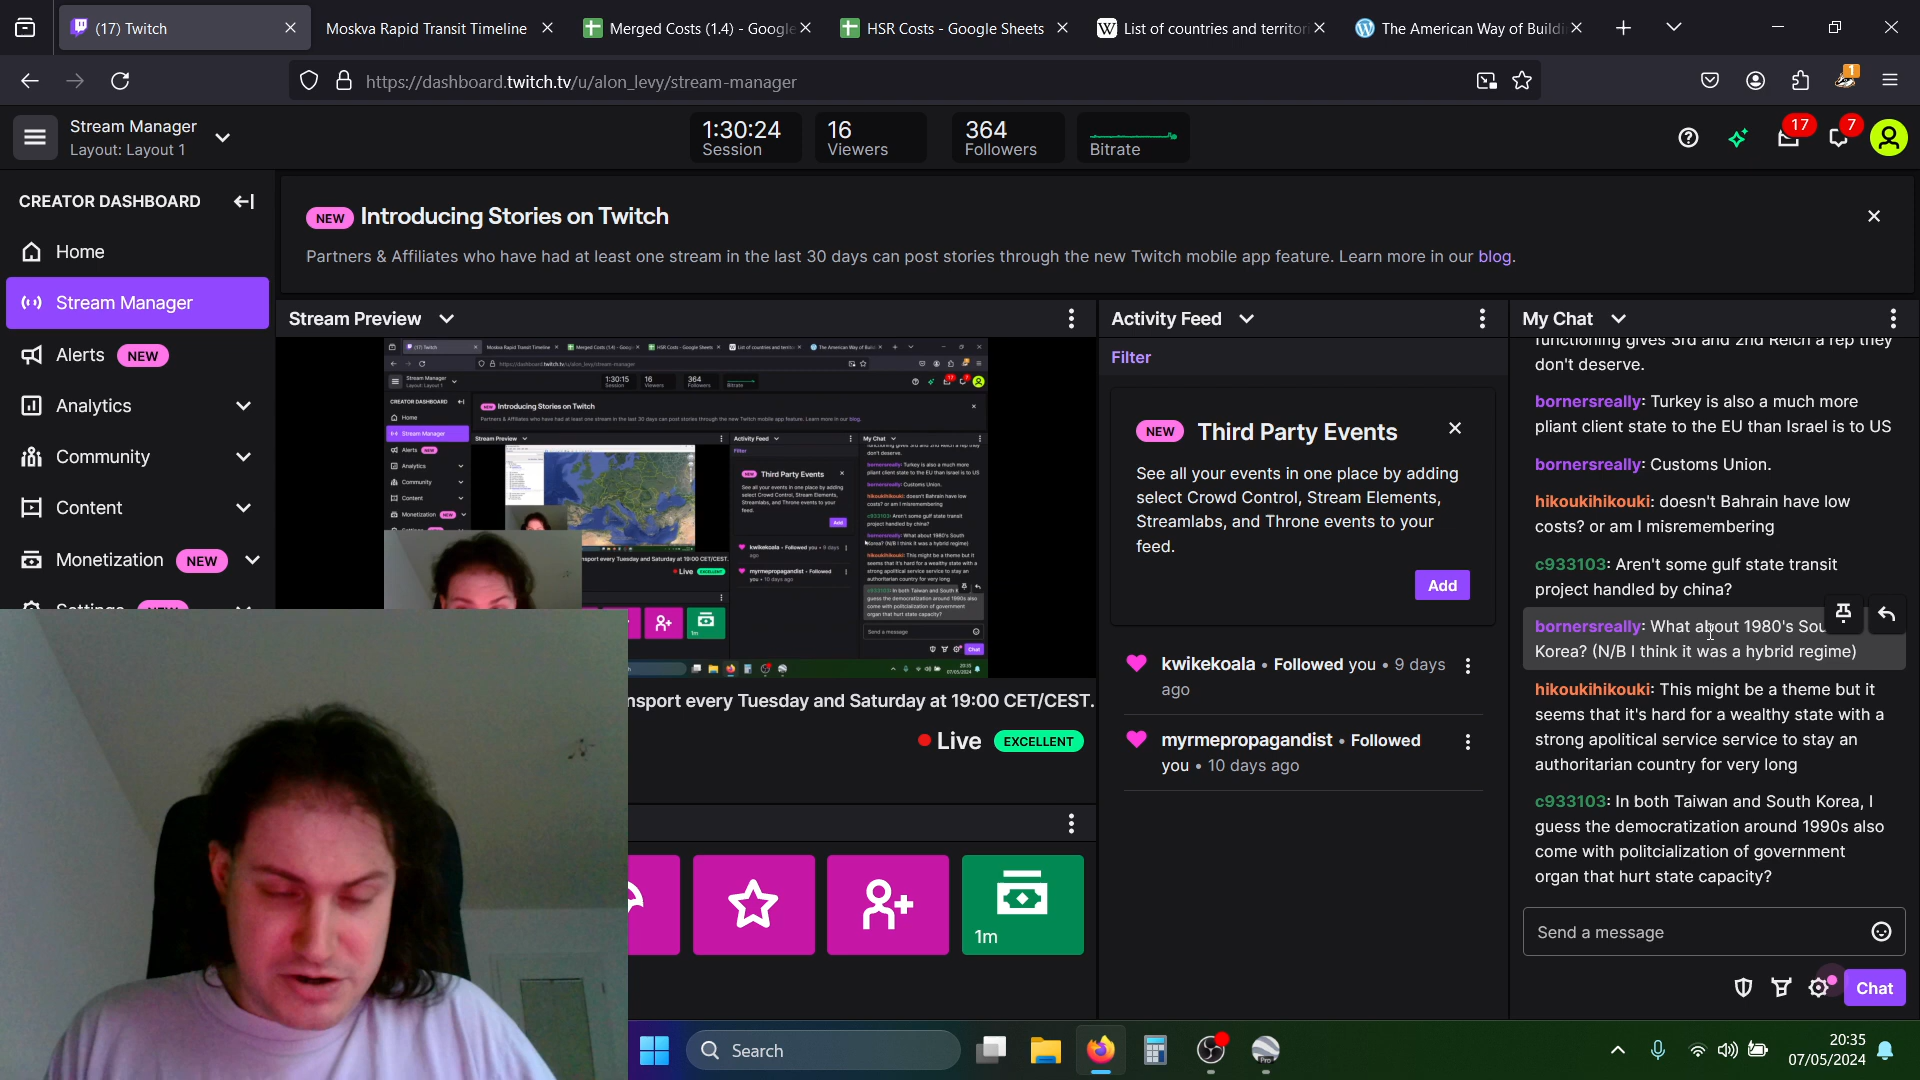 (17) Twitch
Moskva Rapid Transit Timeline
Merged Costs (1.4) - Google
HSR Costs - Google Sheets
List of countries and territori
The American Way of Buildi
https://dashboard.twitch.tv/u/alon_levy/stream-manager
1
Stream Manager
Layout: Layout 1
1:30:24
Session
16
Viewers
364
Followers
Bitrate
17
7
CREATOR DASHBOARD
Home
Stream Manager
Alerts NEW
Analytics
Community
Content
Monetization NEW
NEW Introducing Stories on Twitch
Partners & Affiliates who have had at least one stream in the last 30 days can post stories through the new Twitch mobile app feature. Learn more in our blog.
Stream Preview
nsport every Tuesday and Saturday at 19:00 CET/CEST.
Live EXCELLENT
1m
Activity Feed
Filter
NEW Third Party Events
See all your events in one place by adding
select Crowd Control, Stream Elements,
Streamlabs, and Throne events to your
feed.
Add
kwikekoala • Followed you • 9 days
ago
myrmepropagandist • Followed
you • 10 days ago
My Chat
functioning gives 3rd and 2nd Reich a rep they
don't deserve.
bornersreally: Turkey is also a much more
pliant client state to the EU than Israel is to US
bornersreally: Customs Union.
hikoukihikouki: doesn't Bahrain have low
costs? or am I misremembering
c933103: Aren't some gulf state transit
project handled by china?
bornersreally: What about 1980's Sou
Korea? (N/B I think it was a hybrid regime)
hikoukihikouki: This might be a theme but it
seems that it's hard for a wealthy state with a
strong apolitical service service to stay an
authoritarian country for very long
c933103: In both Taiwan and South Korea, I
guess the democratization around 1990s also
come with politcialization of government
organ that hurt state capacity?
Send a message
Chat
Search
20:35
07/05/2024